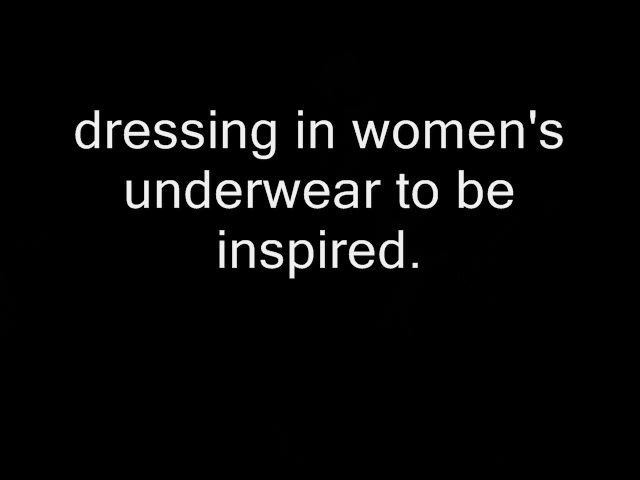 dressing in women's
underwear to be
inspired.